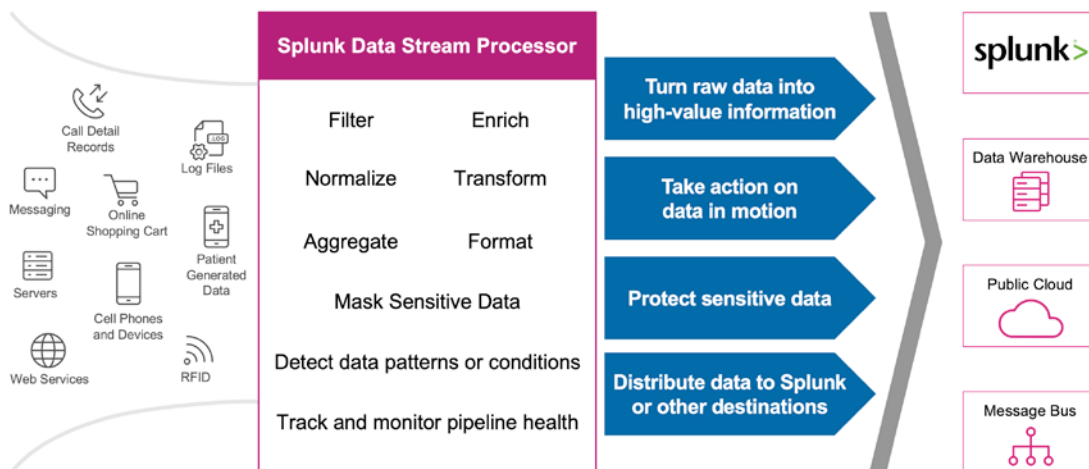 Splunk Data Stream Processor
Call Detail
Records
.LOG
Log Files
Messaging
Online
Shopping Cart
Patient
Generated
Data
Servers
Cell Phones
and Devices
Web Services
RFID
Filter
Enrich
Normalize
Transform
Aggregate
Format
Mask Sensitive Data
Detect data patterns or conditions
Track and monitor pipeline health
Turn raw data into
high-value information
Take action on
data in motion
Protect sensitive data
Distribute data to Splunk
or other destinations
splunk>
Data Warehouse
Public Cloud
Message Bus